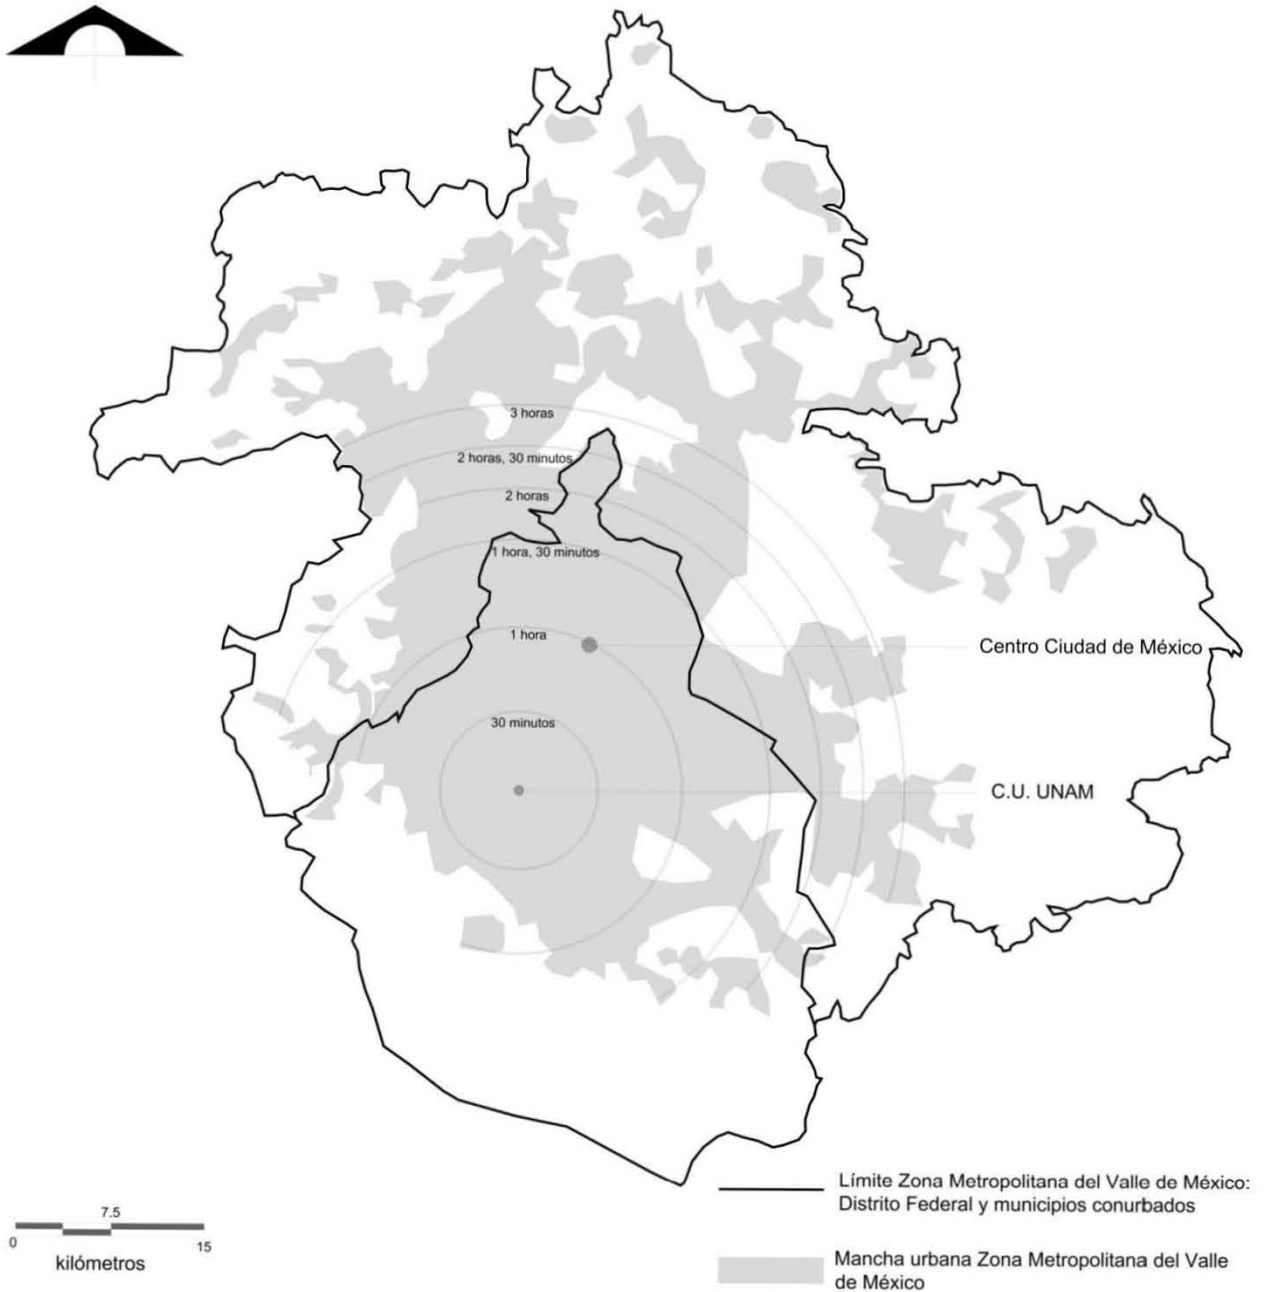 3 horas
2 horas, 30 minutos
2 horas
1 hora, 30 minutos
1 hora
Centro Ciudad de México
30 minutos
C.U. UNAM
Límite Zona Metropolitana del Valle de México:
Distrito Federal y municipios conurbados
7.5
0
15
kilómetros
Mancha urbana Zona Metropolitana del Valle
de México